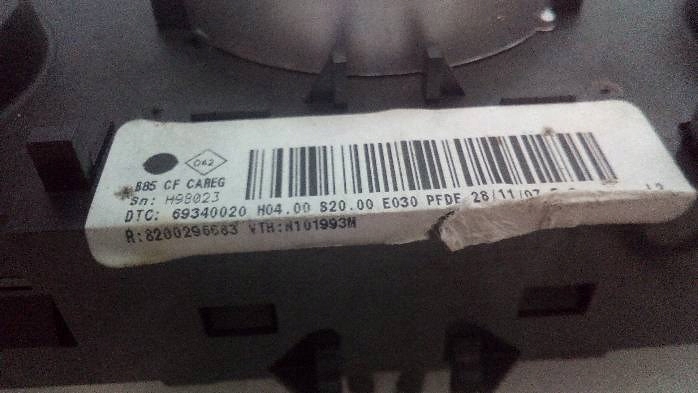 042
B85 CF CAREG
Sn: H98023
DTC: 69340020 H04.00 S20.00 E030 PFDE 28/11/07
R:8200296683 VTH:N101993M